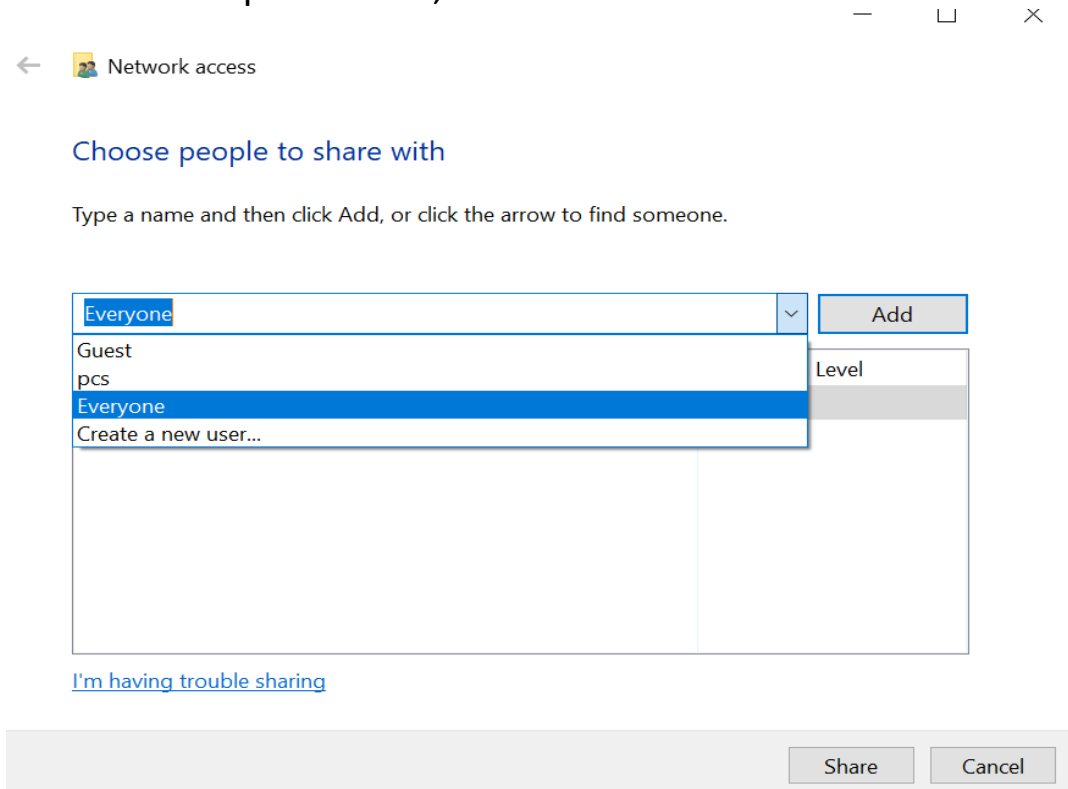 Network access
Choose people to share with
Type a name and then click Add, or click the arrow to find someone.
Everyone
Add
Guest
pcs
Everyone
Create a new user...
Level
I'm having trouble sharing
Share
Cancel